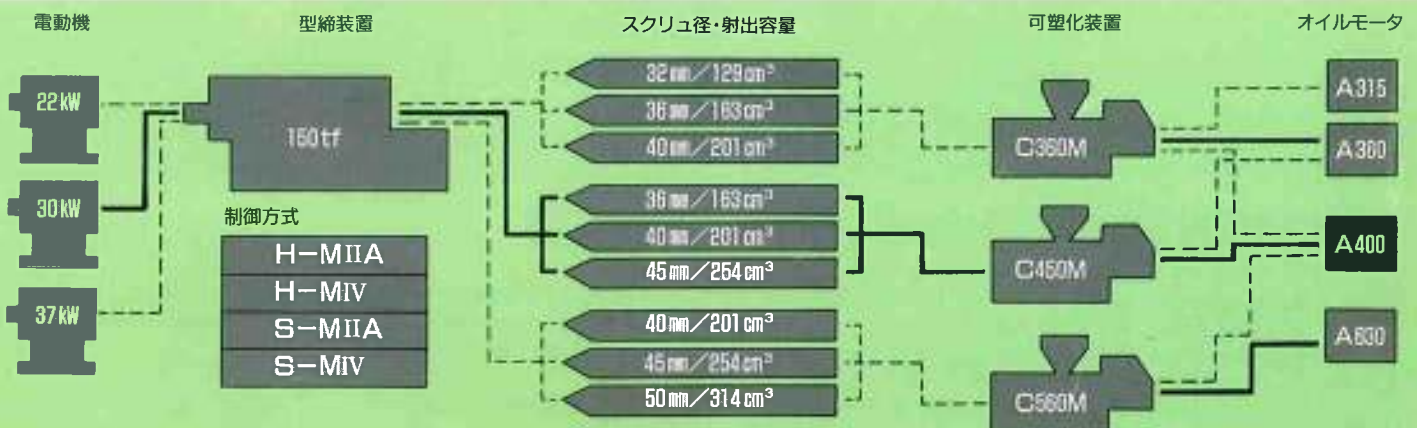 電動機
型締装置
スクリュ径・射出容量
可塑化装置
オイルモータ
22kW
30kW
37kW
150tf
制御方式
H-MIIA
H-MIV
S-MIIA
S-MIV
32mm/129cm³
36mm/163cm³
40mm/201cm³
36mm/163cm³
40mm/201cm³
45mm/254cm³
40mm/201cm³
45mm/254cm³
50mm/314cm³
C360M
C450M
C560M
A315
A360
A400
A630